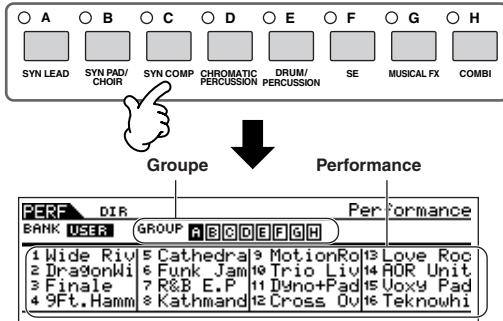 A B C D E F G H
SYN LEAD SYN PAD/ CHOIR SYN COMP CHROMATIC PERCUSSION DRUM/ PERCUSSION SE MUSICAL FX COMBI
Groupe Performance
PERF DIR Performance
BANK USER GROUP A B C D E F G H
1 Wide Riv 5 Cathedral 9 MotionRo 13 Love Roc
2 DragonWi 6 Funk Jam 10 Trio Liv 14 AOR Unit
3 Finale 7 R&B E.P 11 Dyno+Pad 15 Voxy Pad
4 9Ft.Hamm 8 Kathmand 12 Cross Ov 16 Teknowhi